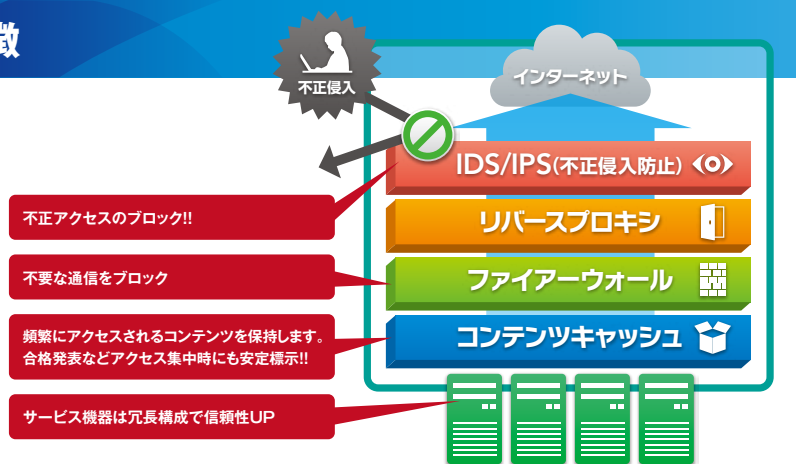 徴
不正侵入
インターネット
IDS/IPS(不正侵入防止)
リバースプロキシ
ファイアーウォール
コンテンツキャッシュ
不正アクセスのブロック!!
不要な通信をブロック
頻繁にアクセスされるコンテンツを保持します。
合格発表などアクセス集中時にも安定標示!!
サービス機器は冗長構成で信頼性UP